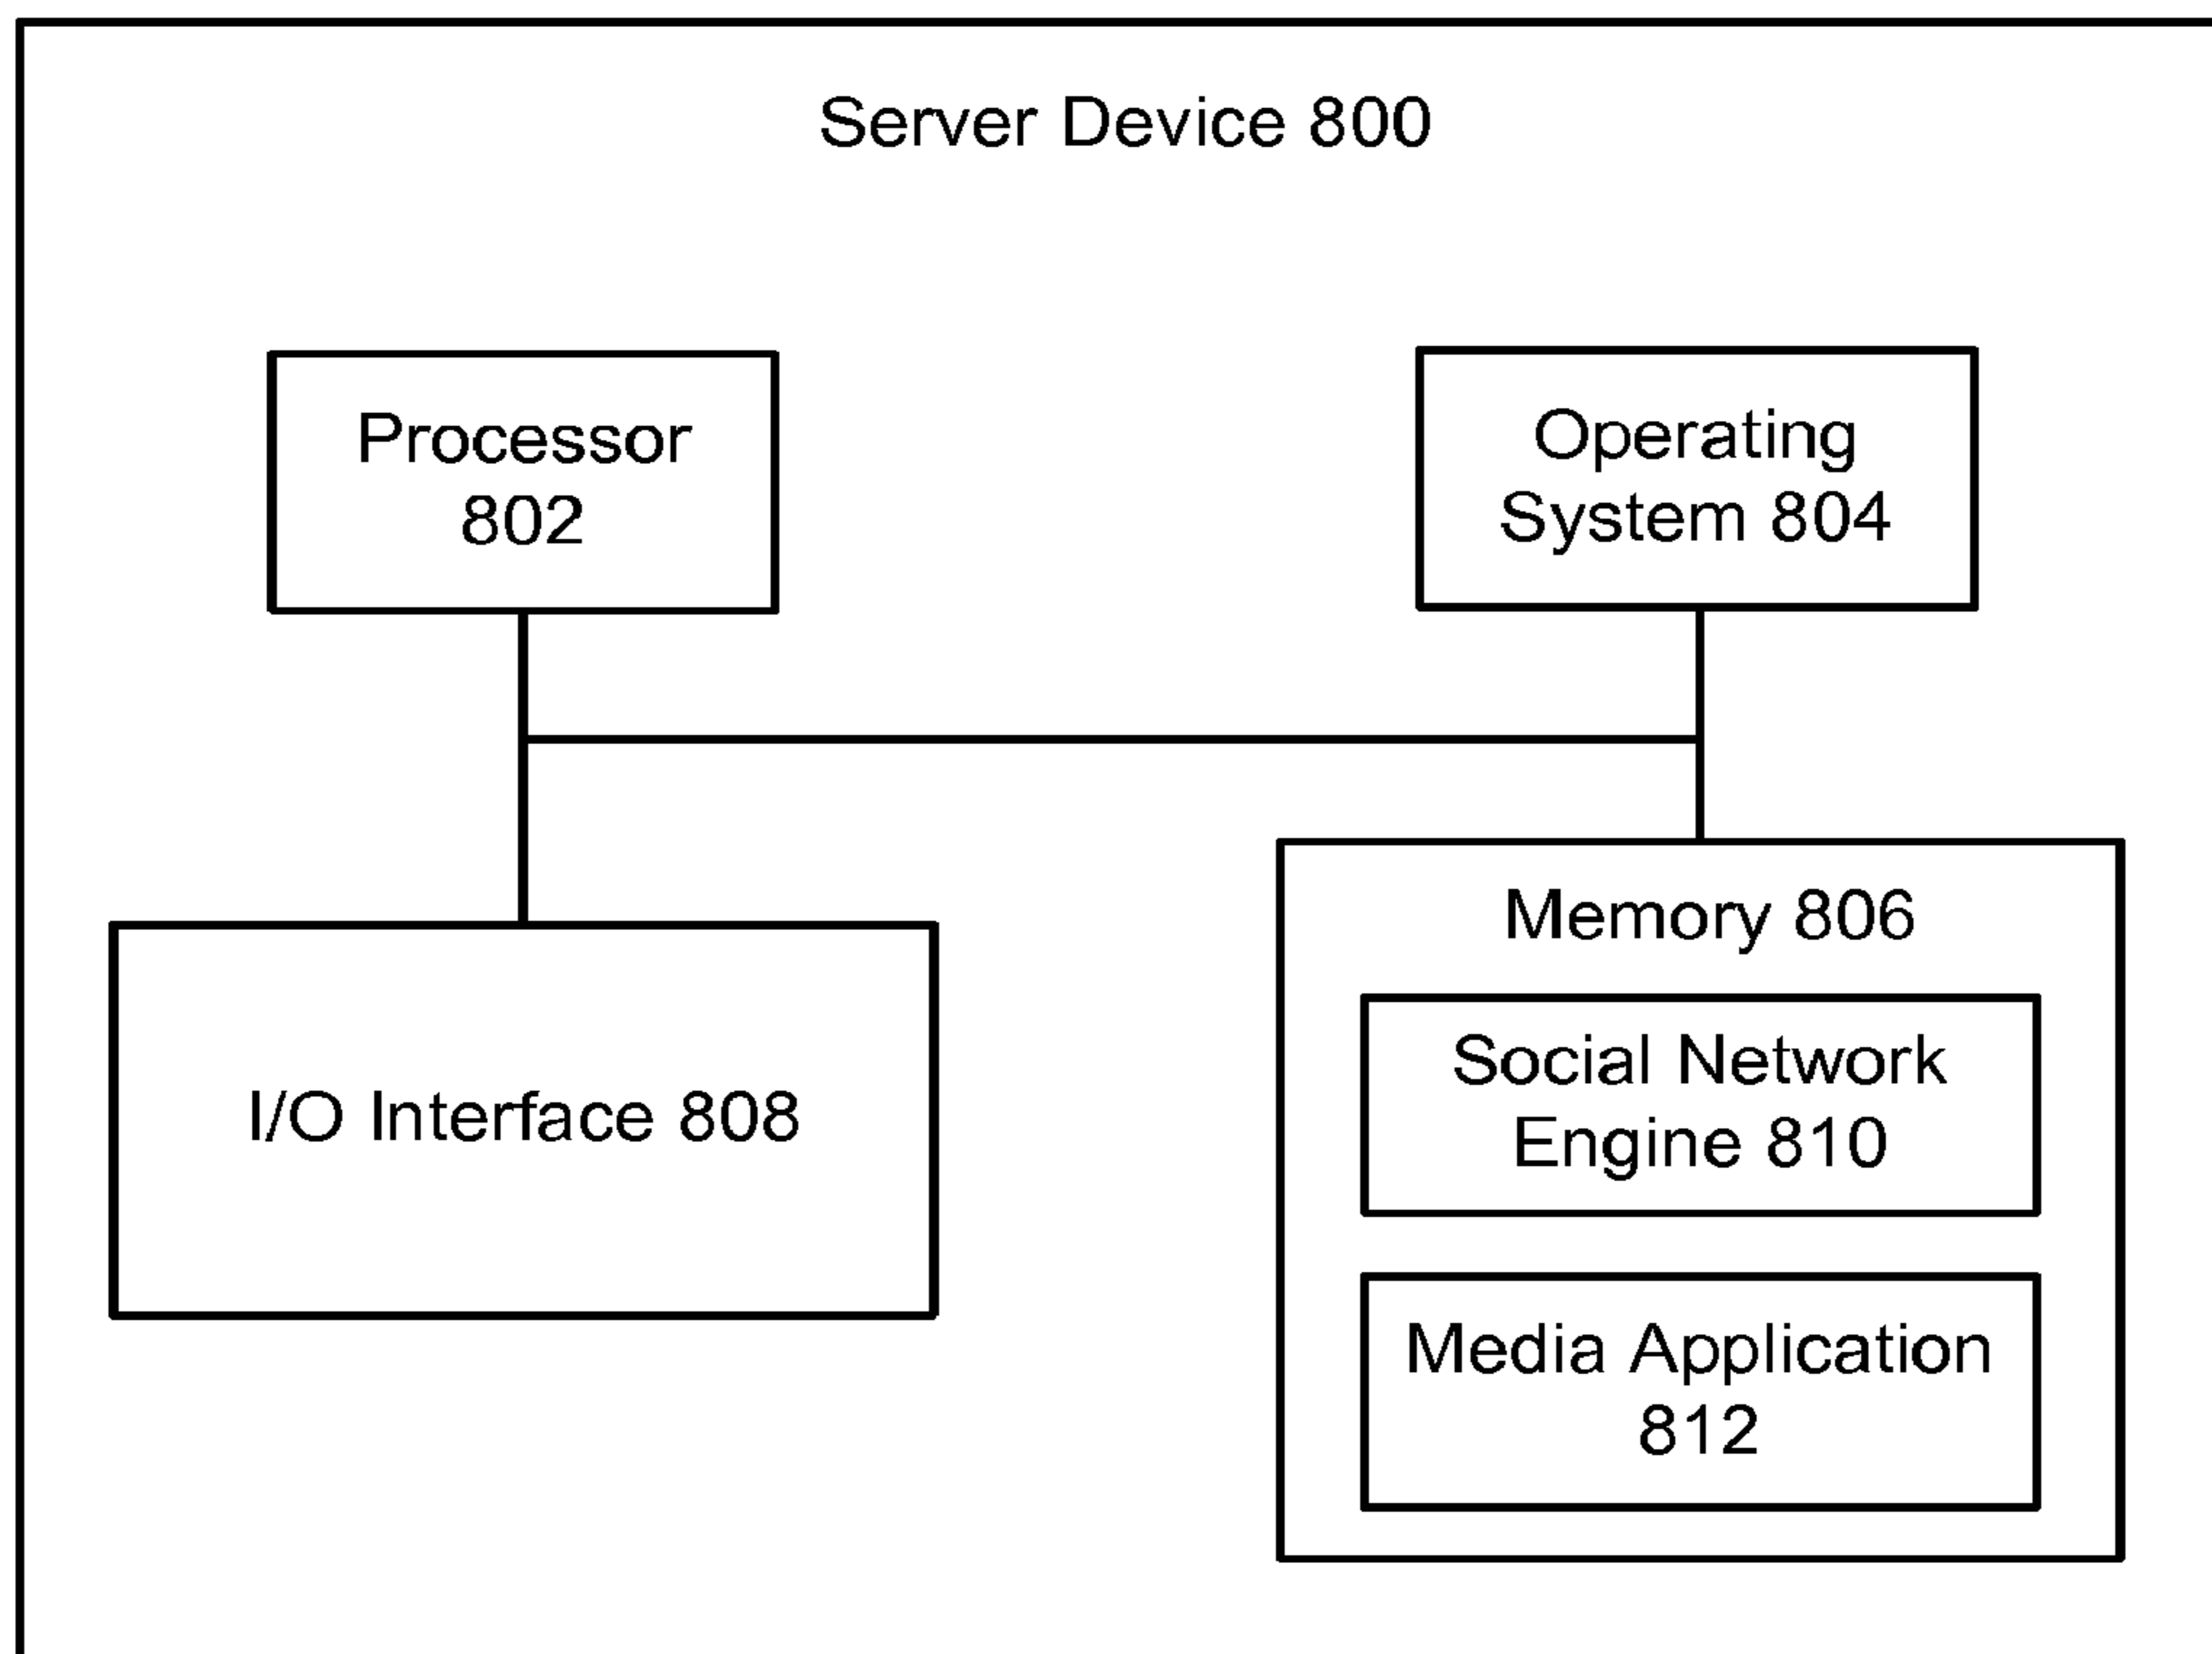 Server Device 800
Processor
802
Operating
System 804
I/O Interface 808
Memory 806
Social Network
Engine 810
Media Application
812